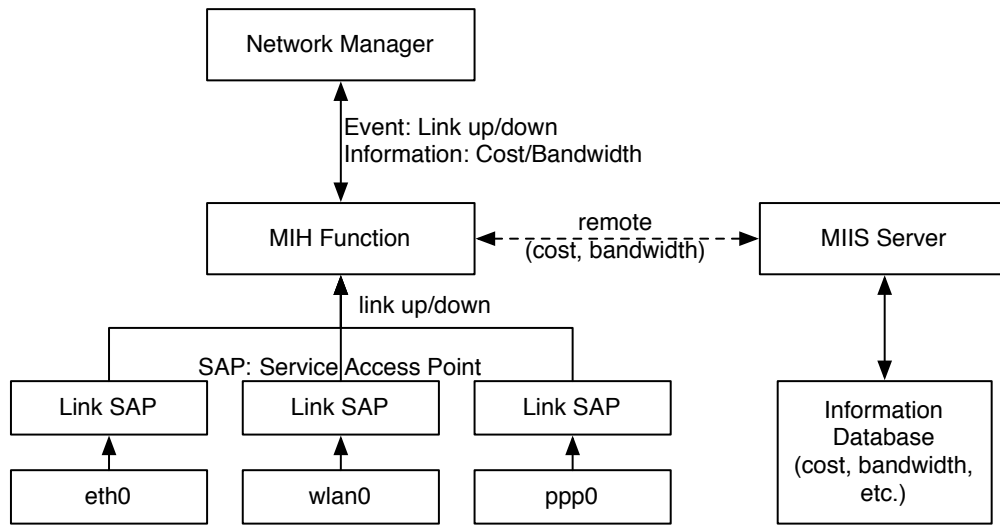 Network Manager
Event: Link up/down
Information: Cost/Bandwidth
MIH Function
remote
(cost, bandwidth)
MIIS Server
link up/down
SAP: Service Access Point
Link SAP
Link SAP
Link SAP
Information
Database
(cost, bandwidth,
etc.)
eth0
wlan0
ppp0